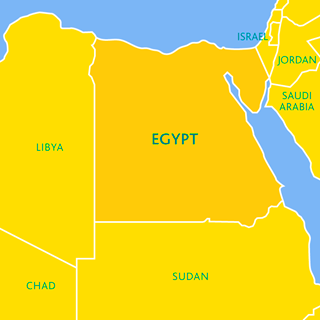 ISRAEL
JORDAN
SAUDI
ARABIA
EGYPT
LIBYA
SUDAN
CHAD